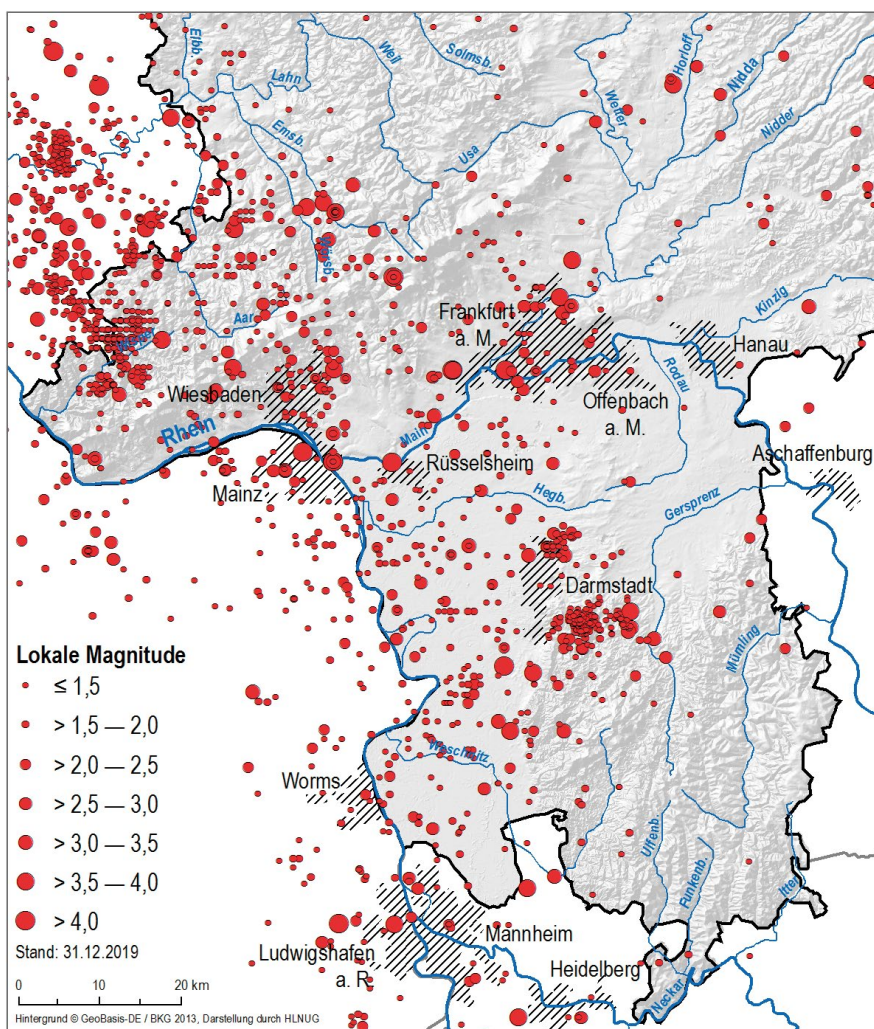 Elbb
Lahn
Weil
Solmsb.
Horloff
Nidda
Wetter
Nidder
Emsb.
Usa
Wörsb
Kinzig
Frankfurt
a. M.
Aar
Hanau
Wisper
Rodau
Wiesbaden
Offenbach
a. M.
Rhein
Main
Aschaffenburg
Rüsselsheim
Mainz
Hegb.
Gersprenz
Darmstadt
Mümling
Lokale Magnitude
≤ 1,5
> 1,5 — 2,0
> 2,0 — 2,5
> 2,5 — 3,0
> 3,0 — 3,5
> 3,5 — 4,0
> 4,0
Weschnitz
Worms
Ulfenb.
Finkenb.
Itter
Mannheim
Ludwigshafen
a. R.
Heidelberg
Neckar
Stand: 31.12.2019
0 10 20 km
Hintergrund © GeoBasis-DE / BKG 2013, Darstellung durch HLNUG